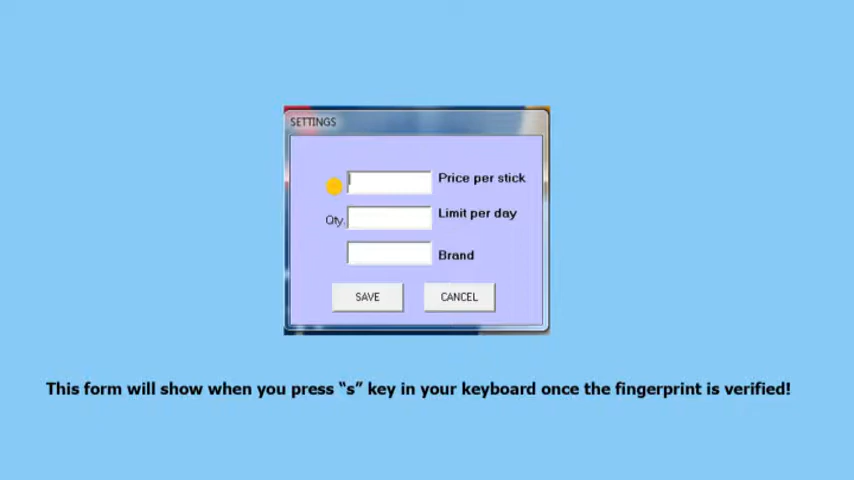 SETTINGS
Price per stick
Qty. Limit per day
Brand
SAVE CANCEL
This form will show when you press “s” key in your keyboard once the fingerprint is verified!